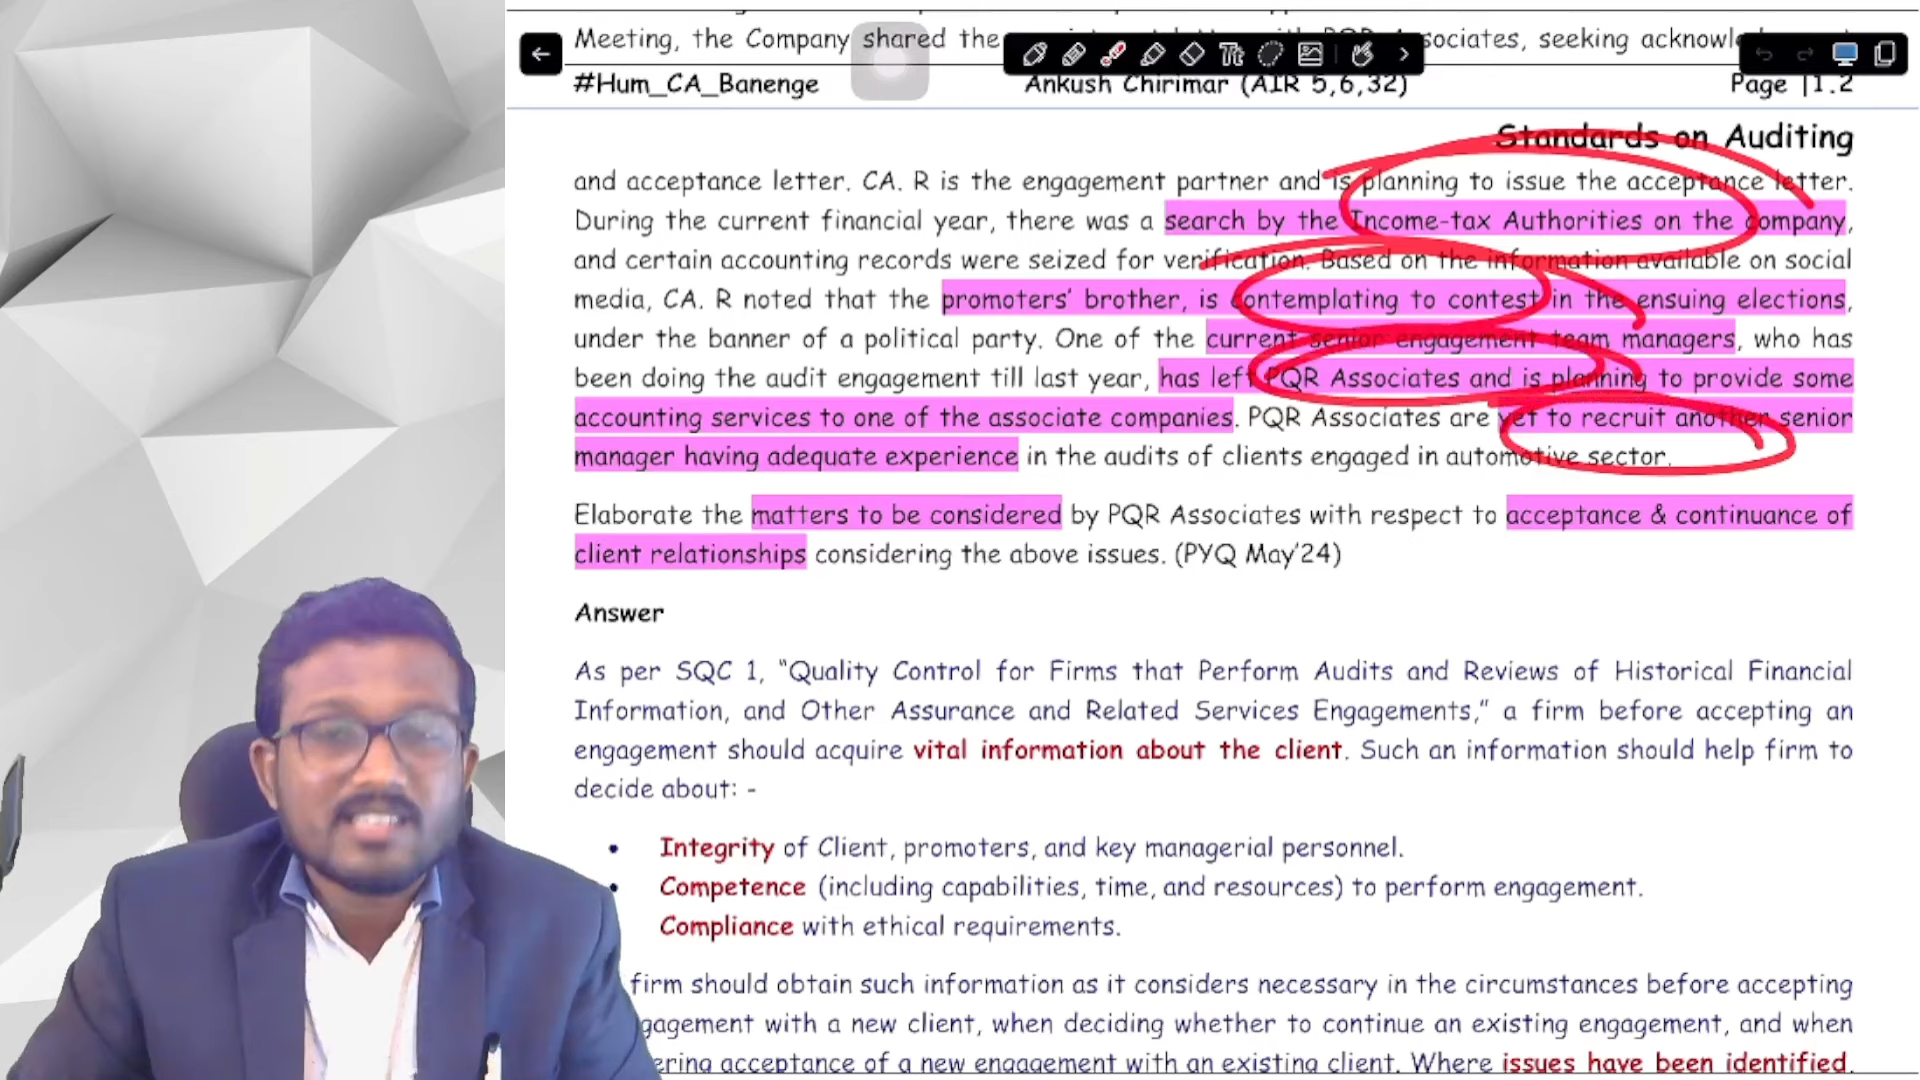 Meeting, the Company shared the
sociates, seeking
#Hum_CA_Banenge Ankush Chirimar (AIR 5,6,32) Page |1.2
Standards on Auditing
and acceptance letter. CA. R is the engagement partner and is planning to issue the acceptance letter.
During the current financial year, there was a search by the Income-tax Authorities on the company,
and certain accounting records were seized for verification. Based on the information available on social
media, CA. R noted that the promoters' brother, is contemplating to contest in the ensuing elections,
under the banner of a political party. One of the current senior engagement team managers, who has
been doing the audit engagement till last year, has left PQR Associates and is planning to provide some
accounting services to one of the associate companies. PQR Associates are yet to recruit another senior
manager having adequate experience in the audits of clients engaged in automotive sector.
Elaborate the matters to be considered by PQR Associates with respect to acceptance & continuance of
client relationships considering the above issues. (PYQ May'24)
Answer
As per SQC 1, "Quality Control for Firms that Perform Audits and Reviews of Historical Financial
Information, and Other Assurance and Related Services Engagements," a firm before accepting an
engagement should acquire vital information about the client. Such an information should help firm to
decide about: -
• Integrity of Client, promoters, and key managerial personnel.
• Competence (including capabilities, time, and resources) to perform engagement.
Compliance with ethical requirements.
firm should obtain such information as it considers necessary in the circumstances before accepting
gagement with a new client, when deciding whether to continue an existing engagement, and when
ering acceptance of a new engagement with an existing client. Where issues have been identified,